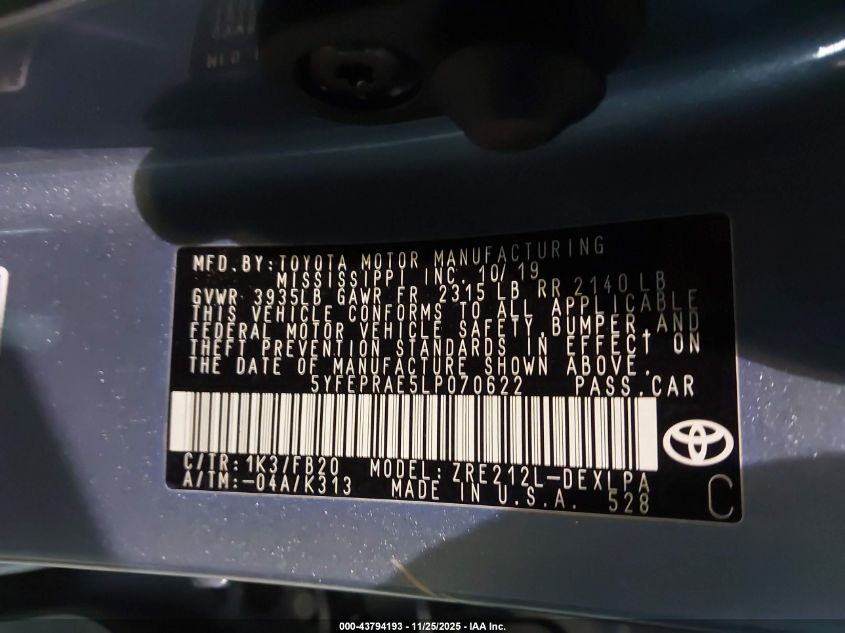 MFD.BY:TOYOTA MOTOR MANUFACTURING
MISSISSIPPI INC. 10/19
GVWR 3935LB GAWR FR 2315 LB RR 2140 LB
THIS VEHICLE CONFORMS TO ALL APPLICABLE
FEDERAL MOTOR VEHICLE SAFETY,BUMPER,AND
THEFT PREVENTION STANDARDS IN EFFECT ON
THE DATE OF MANUFACTURE SHOWN ABOVE.
5YFEPRAE5LP070622 PASS.CAR
C/TR:1K3/FB20 MODEL:ZRE212L-DEXLPA
A/TM:-04A/K313 MADE IN U.S.A. 528
C
000-43794193 - 11/25/2025 - IAA Inc.